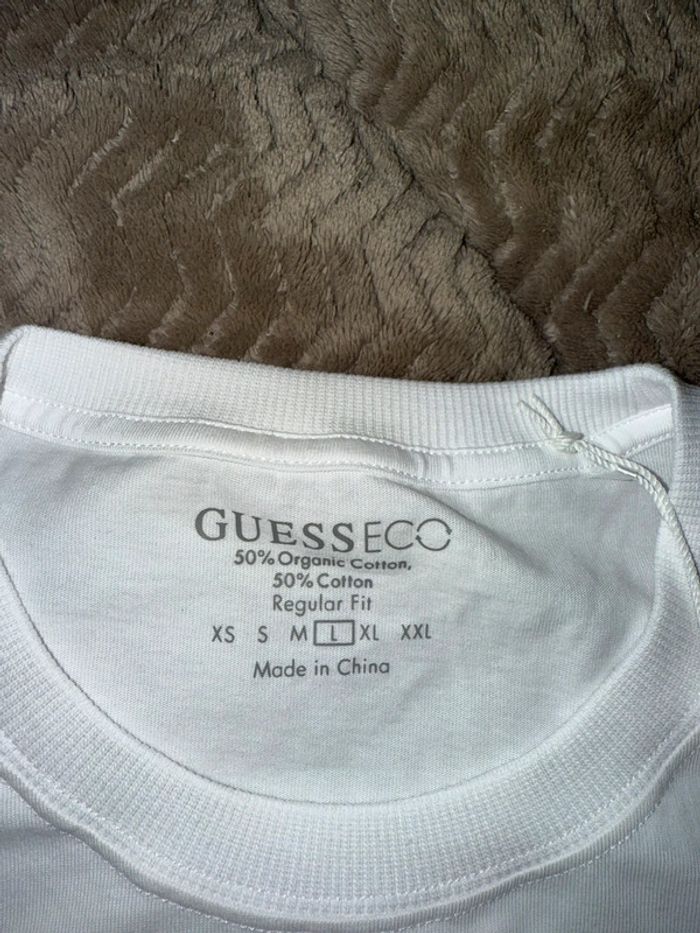 GUESSECO
50% Organic Cotton,
50% Cotton
Regular Fit
XS S M L XL XXL
Made in China